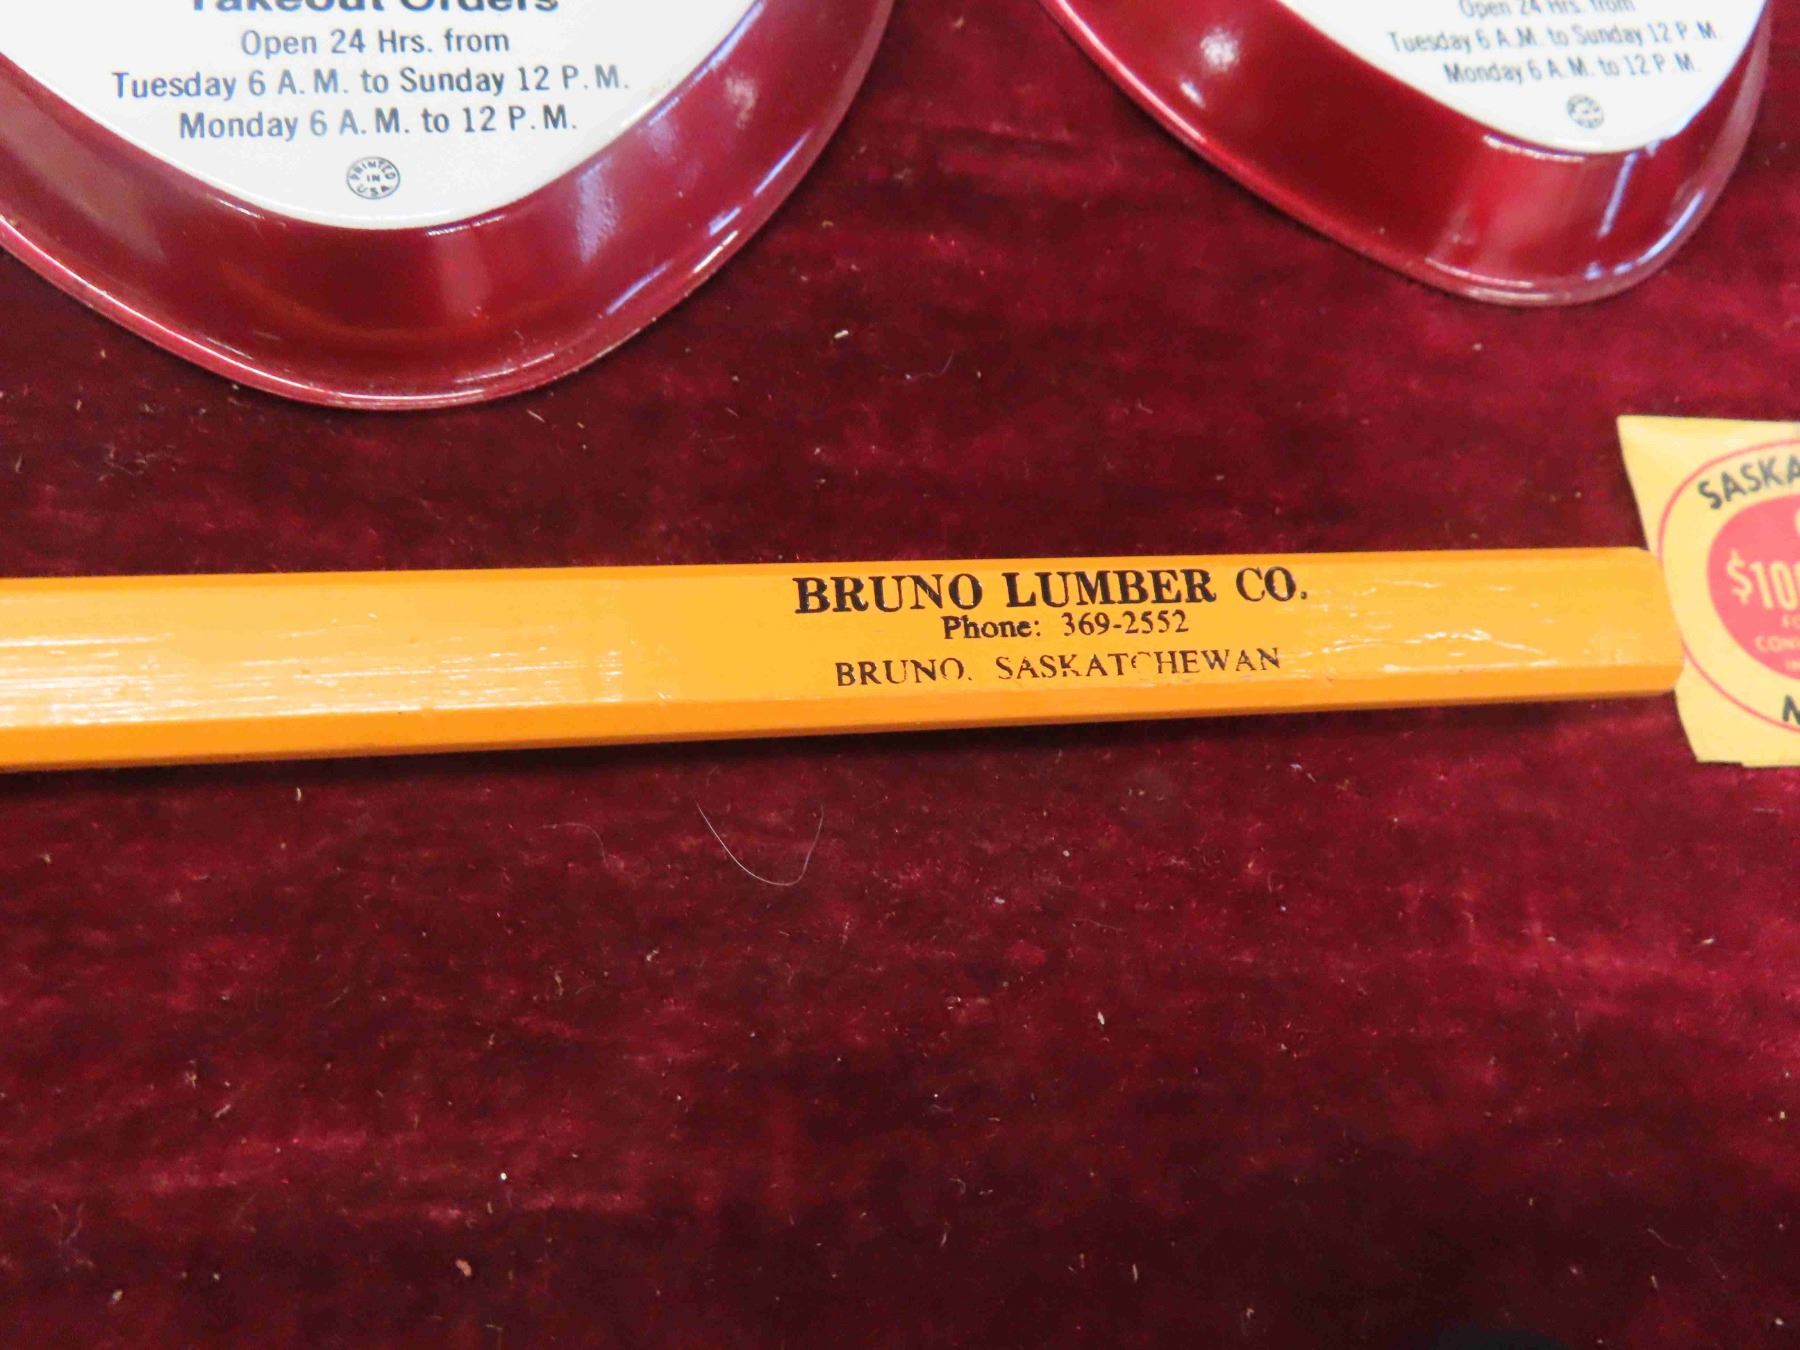 Takeout Orders
Open 24 Hrs. from
Tuesday 6 A.M. to Sunday 12 P.M.
Monday 6 A.M. to 12 P.M.
PRINTED
IN
USA
Open 24 Hrs. from
Tuesday 6 A.M. to Sunday 12 P.M.
Monday 6 A.M. to 12 P.M.
BRUNO LUMBER CO.
Phone: 369-2552
BRUNO, SASKATCHEWAN